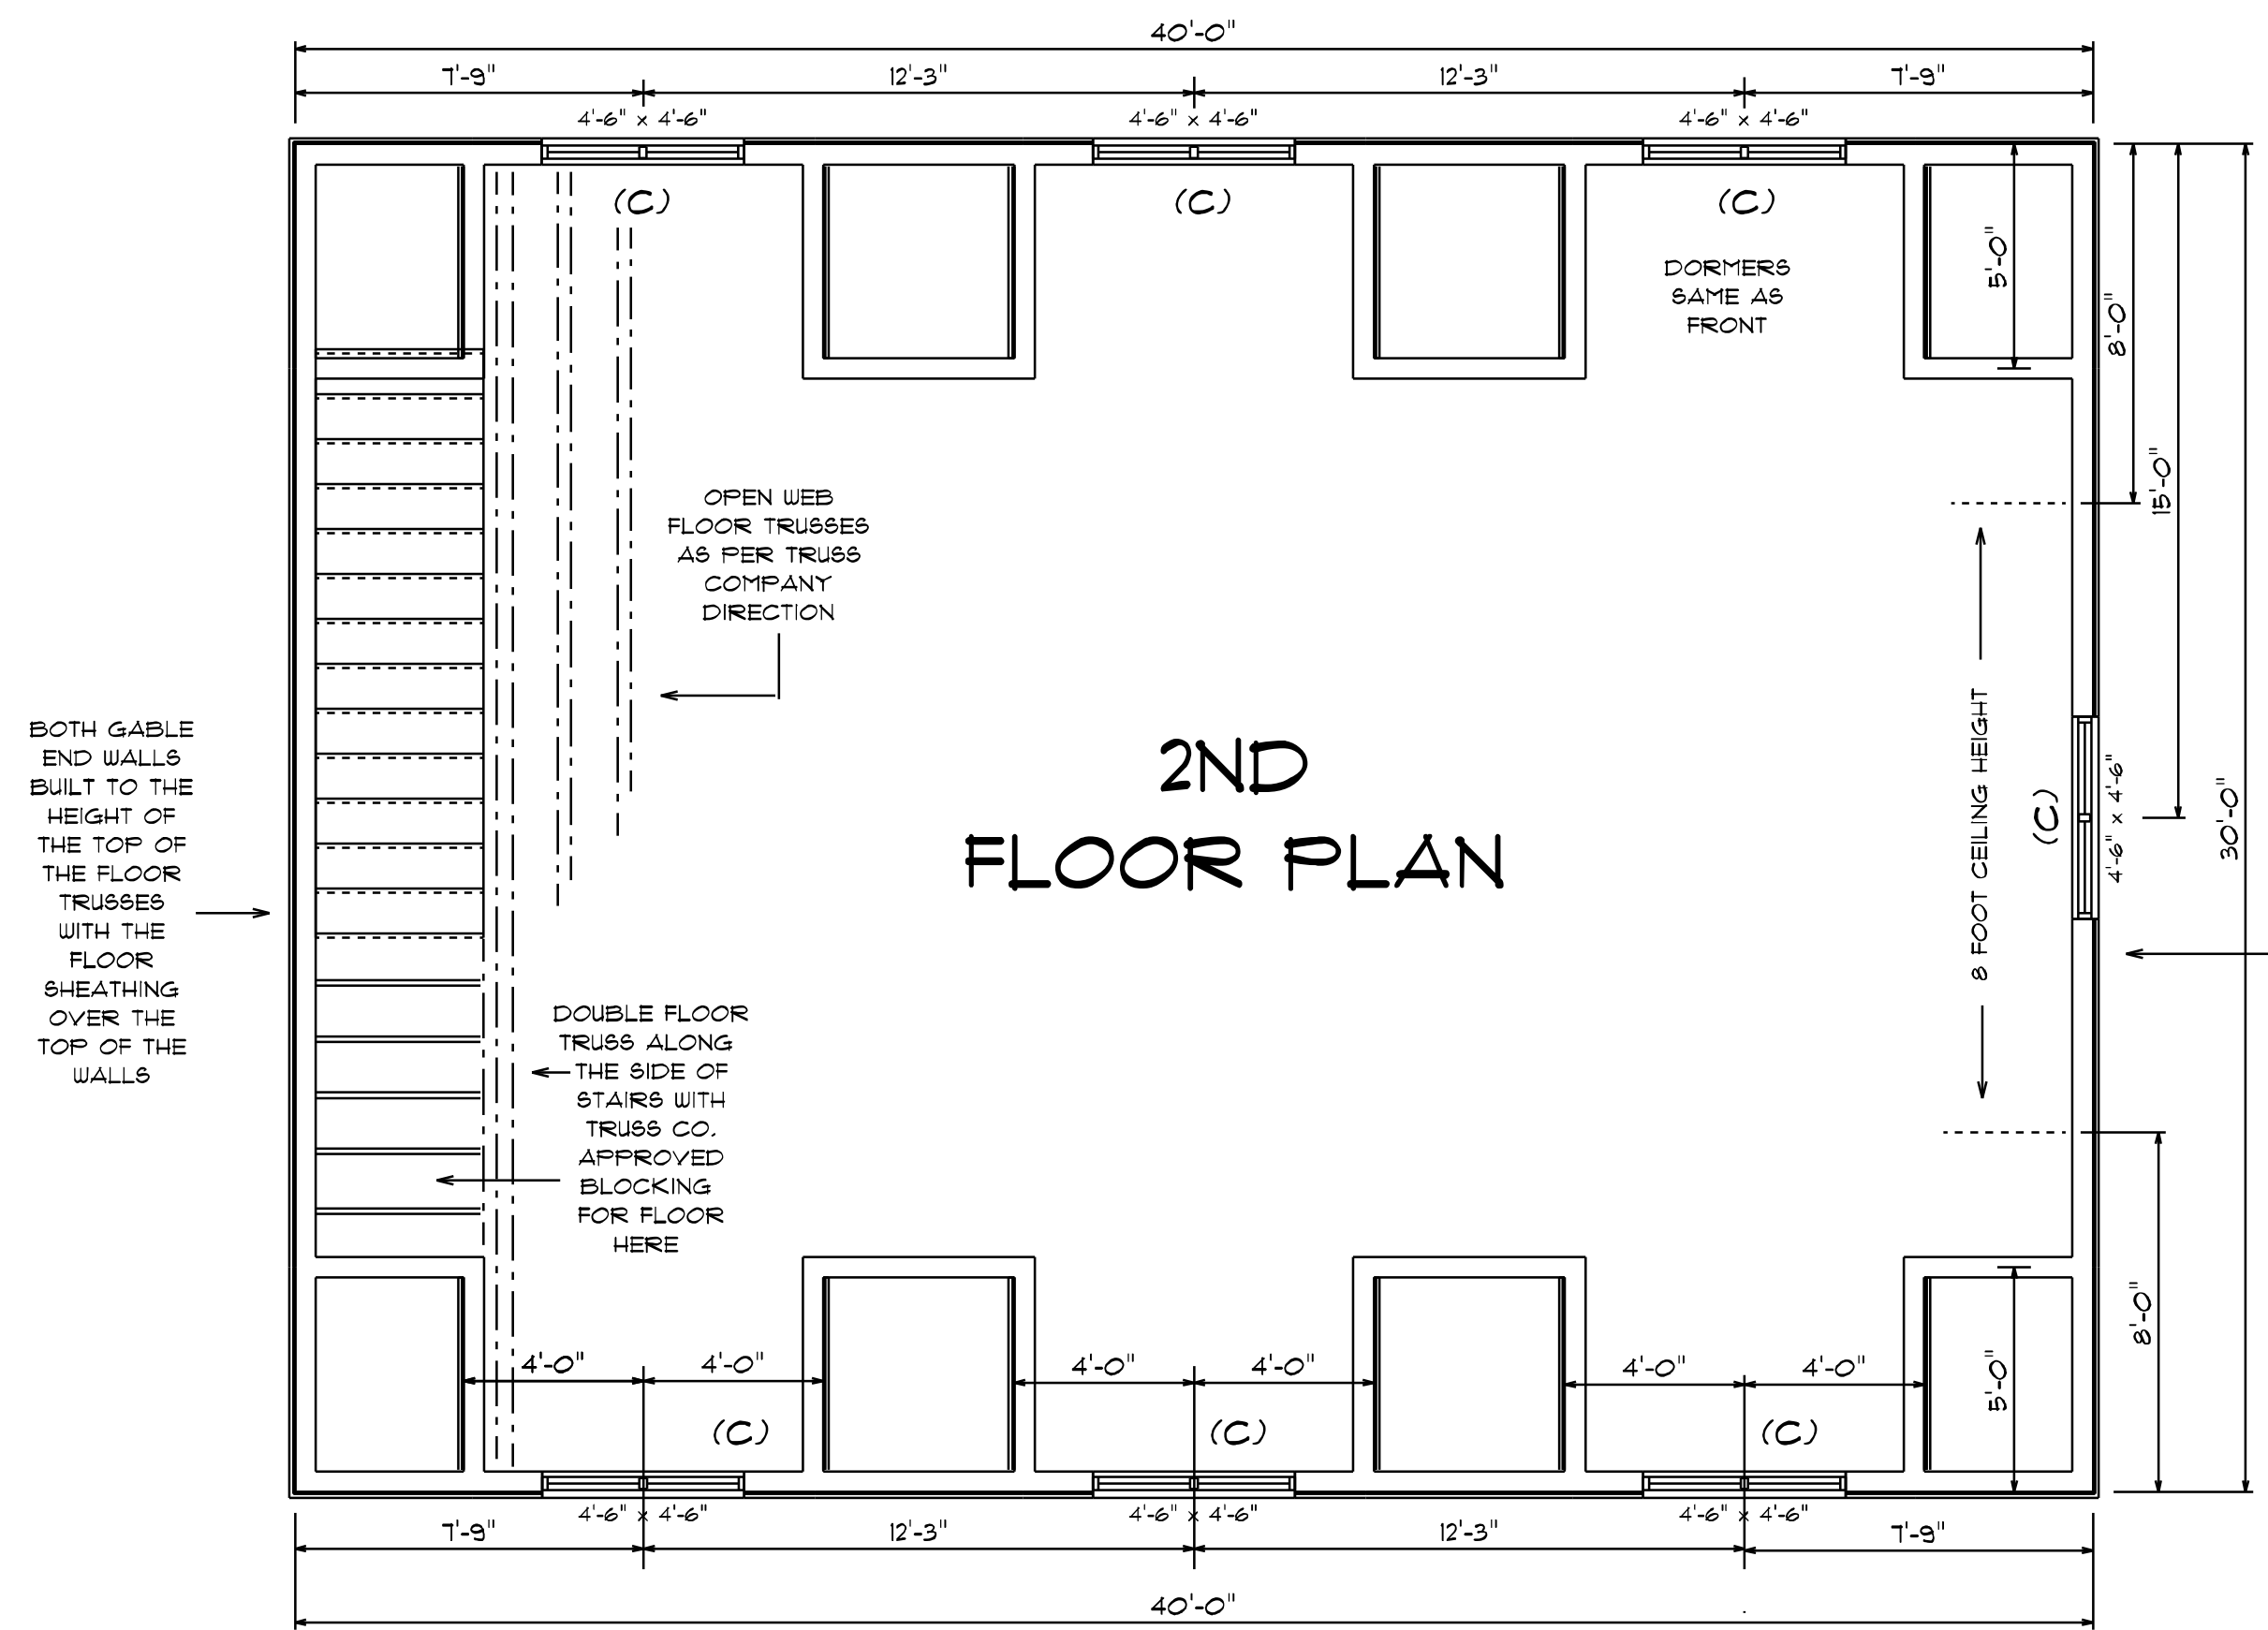 40'-0"
7'-9" 12'-3" 12'-3" 7'-9"
4'-6" x 4'-6" 4'-6" x 4'-6" 4'-6" x 4'-6"
(C) (C) (C)
DORMERS
SAME AS
FRONT
5'-0"
8'-0"
15'-0"
30'-0"
OPEN WEB
FLOOR TRUSSES
AS PER TRUSS
COMPANY
DIRECTION
BOTH GABLE
END WALLS
BUILT TO THE
HEIGHT OF
THE TOP OF
THE FLOOR
TRUSSES
WITH THE
FLOOR
SHEATHING
OVER THE
TOP OF THE
WALLS
2ND
FLOOR PLAN
8 FOOT CEILING HEIGHT
(C)
4'-6" x 4'-6"
DOUBLE FLOOR
TRUSS ALONG
THE SIDE OF
STAIRS WITH
TRUSS CO.
APPROVED
BLOCKING
FOR FLOOR
HERE
8'-0"
5'-0"
4'-0" 4'-0" 4'-0" 4'-0" 4'-0" 4'-0"
(C) (C) (C)
4'-6" x 4'-6" 4'-6" x 4'-6" 4'-6" x 4'-6"
7'-9" 12'-3" 12'-3" 7'-9"
40'-0"